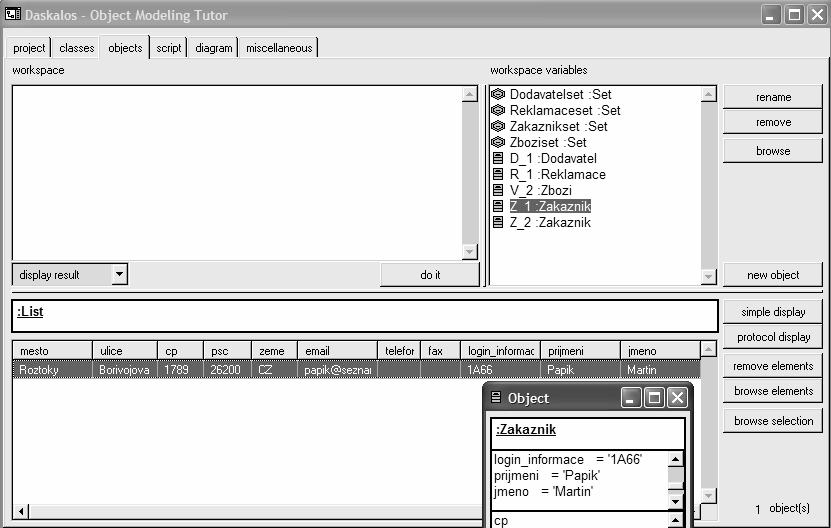 Daskalos - Object Modeling Tutor
project classes objects script diagram miscellaneous
workspace
workspace variables
Dodavatelset :Set
Reklamaceset :Set
Zakaznikset :Set
Zboziset :Set
D_1 :Dodavatel
R_1 :Reklamace
V_2 :Zbozi
Z_1 :Zakaznik
Z_2 :Zakaznik
rename
remove
browse
display result
do it
new object
:List
simple display
protocol display
remove elements
browse elements
browse selection
mesto ulice cp psc zeme email telefor fax login_informac prijmeni jmeno
Roztoky Borivojova 1789 26200 CZ papik@seznar 1A66 Papik Martin
Object
:Zakaznik
login_informace = '1A66'
prijmeni = 'Papik'
jmeno = 'Martin'
cp
1 object(s)